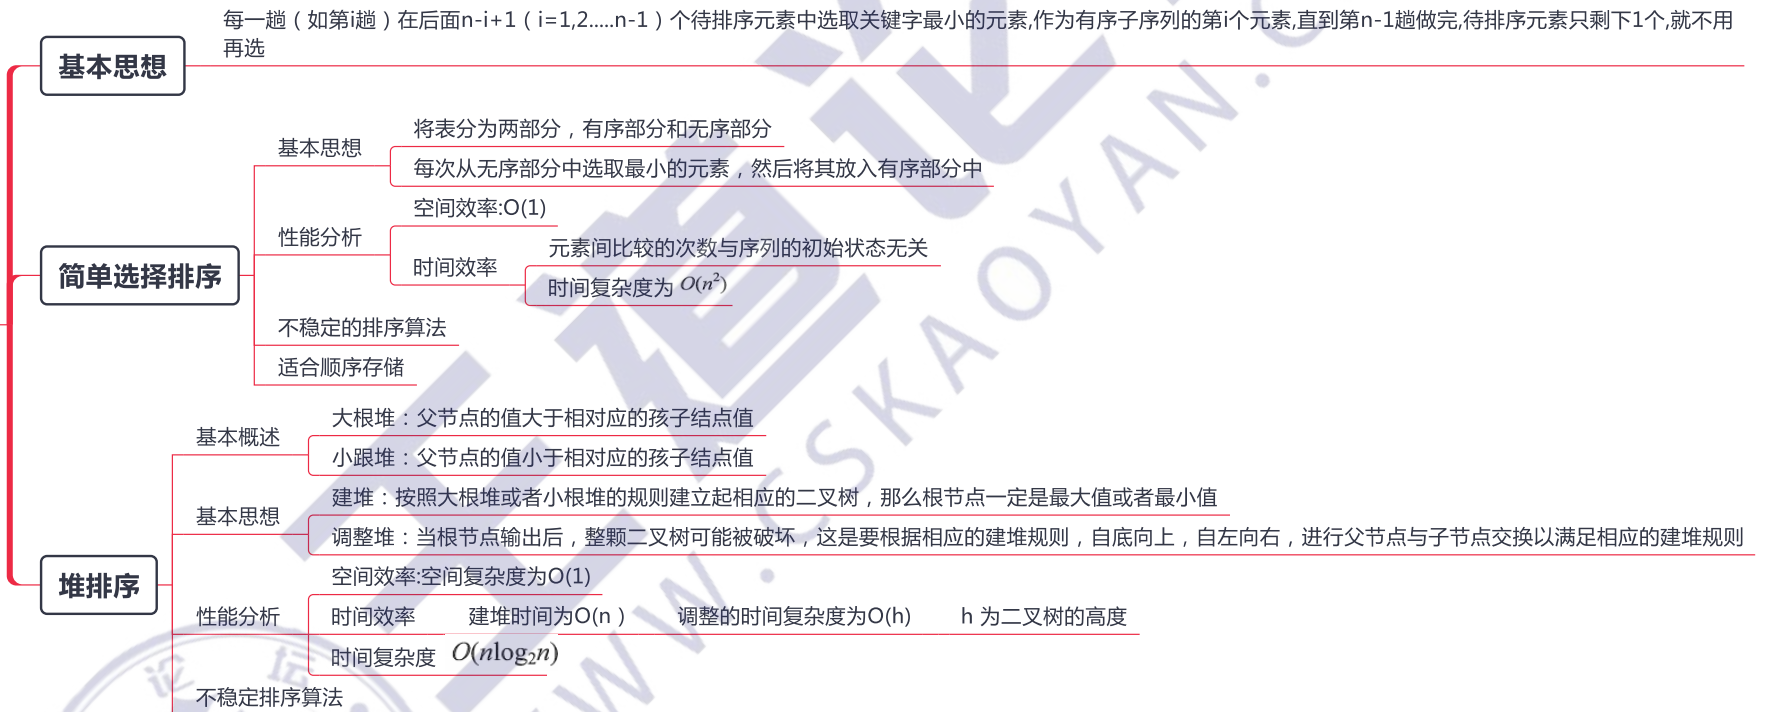 每一趟（如第i趟）在后面n-i+1（i=1,2.....n-1）个待排序元素中选取关键字最小的元素,作为有序子序列的第i个元素,直到第n-1趟做完,待排序元素只剩下1个,就不用
再选
基本思想
简单选择排序
基本思想
将表分为两部分，有序部分和无序部分
每次从无序部分中选取最小的元素，然后将其放入有序部分中
性能分析
空间效率:O(1)
时间效率
元素间比较的次数与序列的初始状态无关
时间复杂度为 O(n²)
不稳定的排序算法
适合顺序存储
堆排序
基本概述
大根堆：父节点的值大于相对应的孩子结点值
小跟堆：父节点的值小于相对应的孩子结点值
基本思想
建堆：按照大根堆或者小根堆的规则建立起相应的二叉树，那么根节点一定是最大值或者最小值
调整堆：当根节点输出后，整颗二叉树可能被破坏，这是要根据相应的建堆规则，自底向上，自左向右，进行父节点与子节点交换以满足相应的建堆规则
性能分析
空间效率:空间复杂度为O(1)
时间效率 建堆时间为O(n ) 调整的时间复杂度为O(h) h 为二叉树的高度
时间复杂度 O(nlog₂n)
不稳定排序算法
王道论
WWW.CSKAOYAN.C
论坛